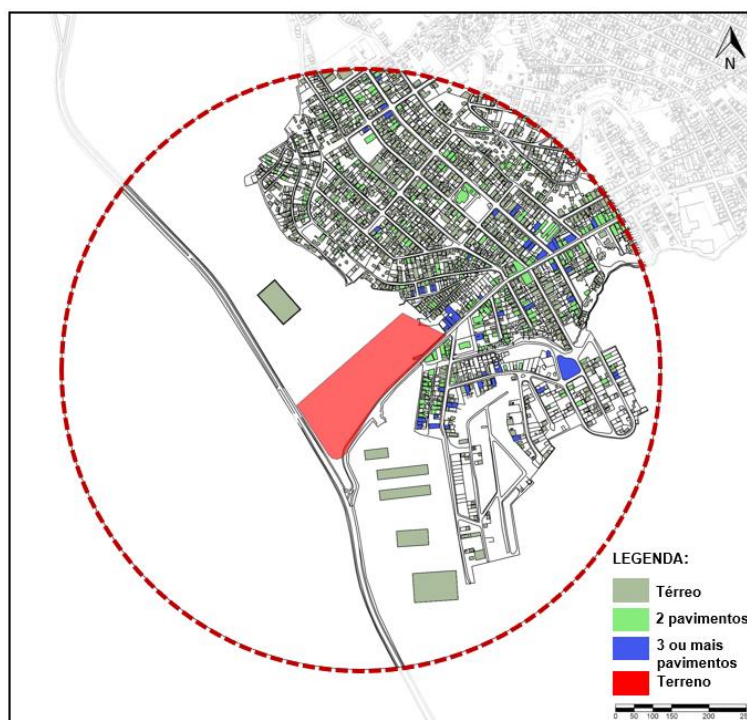 N
LEGENDA:
Térreo
2 pavimentos
3 ou mais
pavimentos
Terreno
0 50 100 150 200